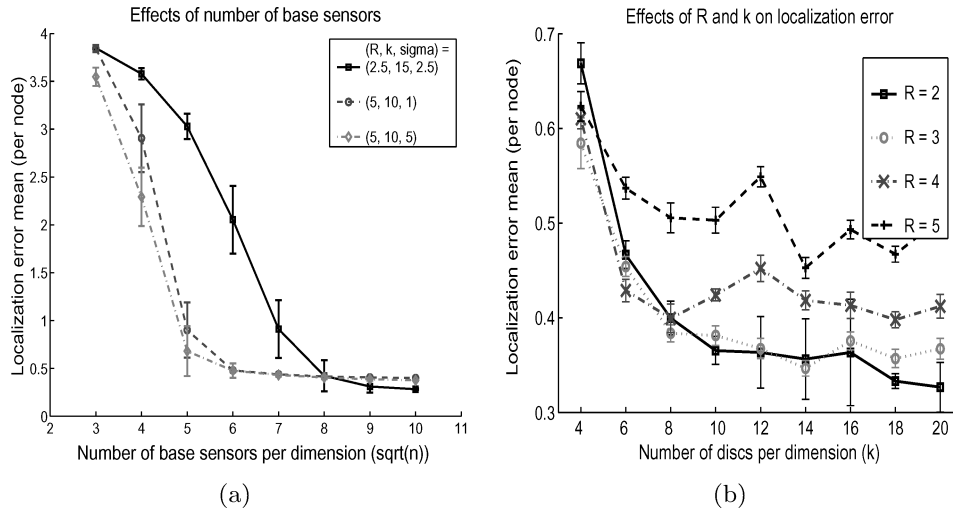 Effects of number of base sensors
Localization error mean (per node)
4
3.5
3
2.5
2
1.5
1
0.5
0
2 3 4 5 6 7 8 9 10 11
Number of base sensors per dimension (sqrt(n))
(R, k, sigma) =
(2.5, 15, 2.5)
(5, 10, 1)
(5, 10, 5)
(a)
Effects of R and k on localization error
Localization error mean (per node)
0.7
0.6
0.5
0.4
0.3
4 6 8 10 12 14 16 18 20
Number of discs per dimension (k)
R = 2
R = 3
R = 4
R = 5
(b)